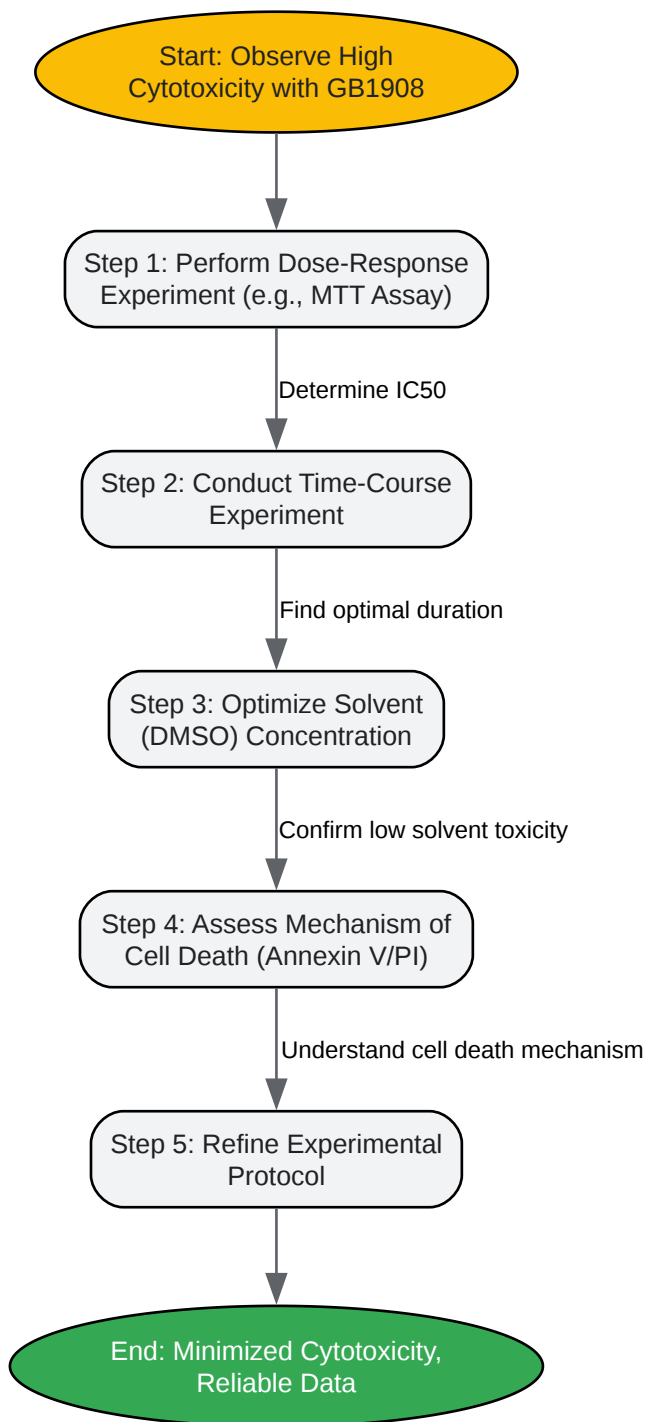 Start: Observe High
Cytotoxicity with GB1908
Step 1: Perform Dose-Response
Experiment (e.g., MTT Assay)
Determine IC50
Step 2: Conduct Time-Course
Experiment
Find optimal duration
Step 3: Optimize Solvent
(DMSO) Concentration
Confirm low solvent toxicity
Step 4: Assess Mechanism of
Cell Death (Annexin V/PI)
Understand cell death mechanism
Step 5: Refine Experimental
Protocol
End: Minimized Cytotoxicity,
Reliable Data